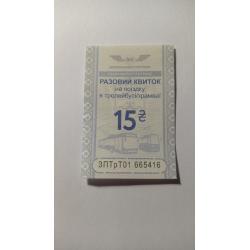 РАЗОВИЙ КВИТОК
на поїздку
в тролейбусі/трамваї
15 ₴
ЗПТрТ01 665416